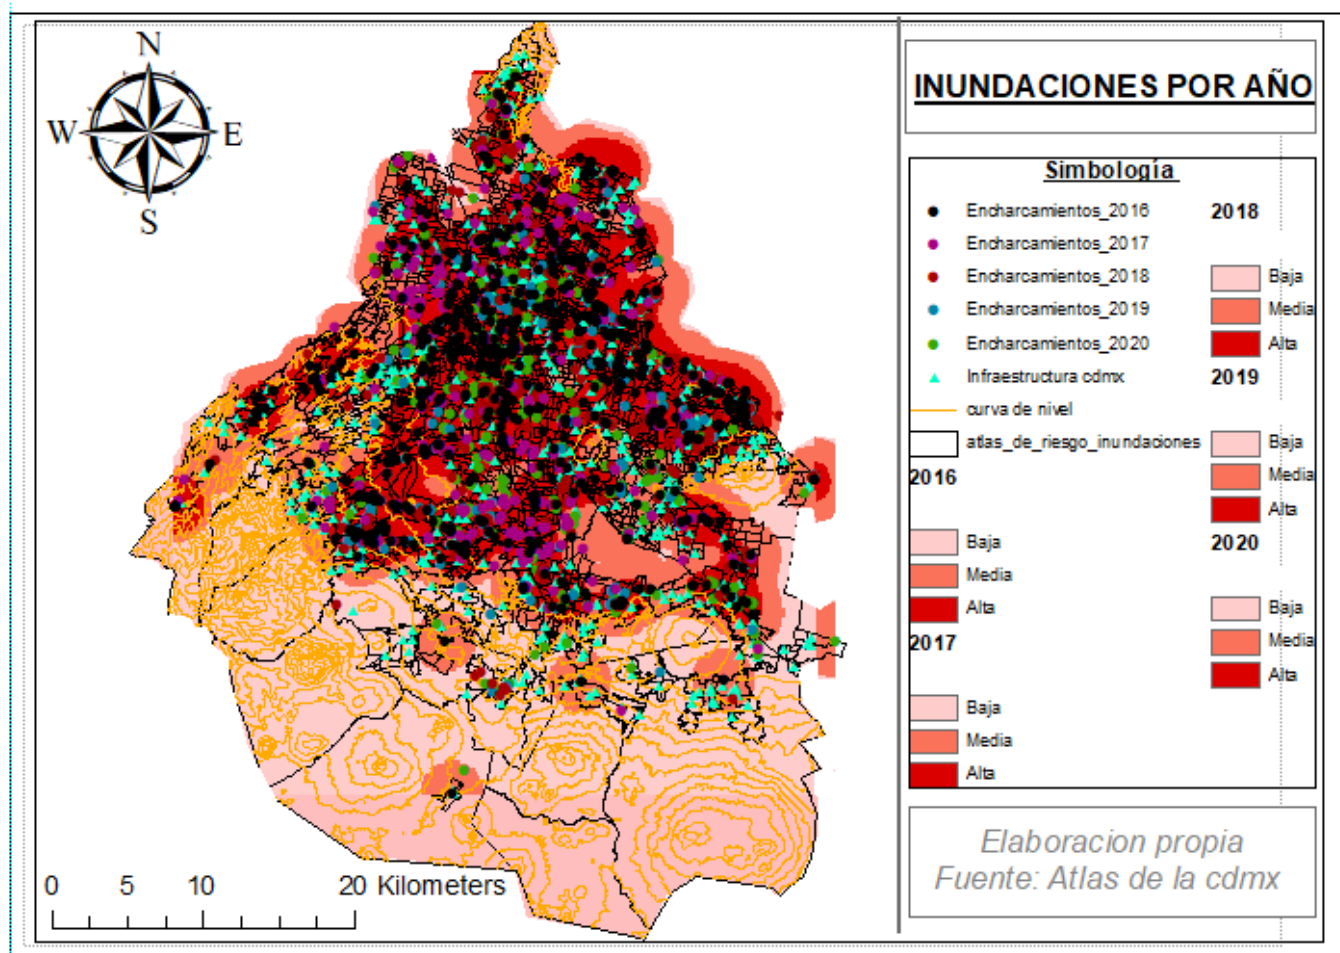 N
W E
S
INUNDACIONES POR AÑO
Simbología
Encharcamientos_2016
Encharcamientos_2017
Encharcamientos_2018
Encharcamientos_2019
Encharcamientos_2020
Infraestructura cdmx
curva de nivel
atlas_de_riesgo_inundaciones
2016
Baja
Media
Alta
2017
Baja
Media
Alta
2018
Baja
Media
Alta
2019
Baja
Media
Alta
2020
Baja
Media
Alta
0 5 10 20 Kilometers
Elaboracion propia
Fuente: Atlas de la cdmx